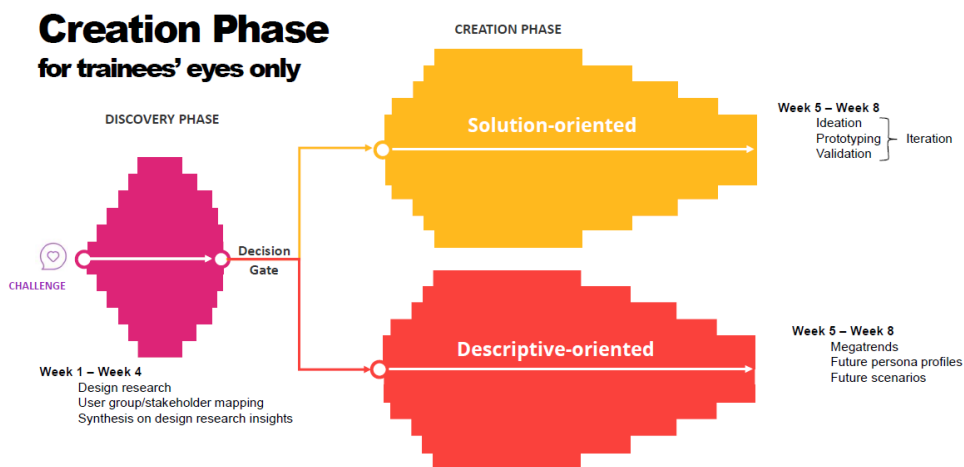 Creation Phase
for trainees' eyes only
CREATION PHASE
DISCOVERY PHASE
Solution-oriented
Week 5 – Week 8
Ideation
Prototyping
Validation
Iteration
CHALLENGE
Decision
Gate
Week 1 – Week 4
Design research
User group/stakeholder mapping
Synthesis on design research insights
Descriptive-oriented
Week 5 – Week 8
Megatrends
Future persona profiles
Future scenarios